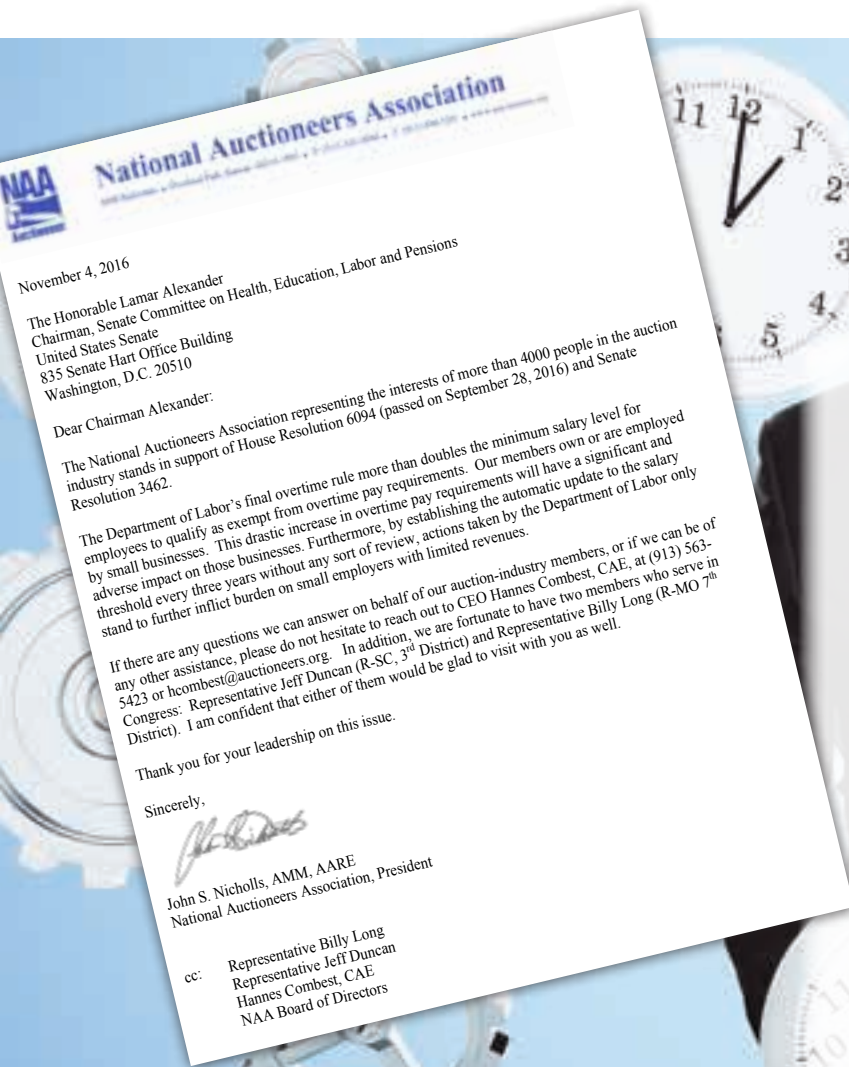 NAA
Auctioneer
National Auctioneers Association
November 4, 2016
The Honorable Lamar Alexander
Chairman, Senate Committee on Health, Education, Labor and Pensions
United States Senate
835 Senate Hart Office Building
Washington, D.C. 20510
Dear Chairman Alexander:
The National Auctioneers Association representing the interests of more than 4000 people in the auction
industry stands in support of House Resolution 6094 (passed on September 28, 2016) and Senate
Resolution 3462.
The Department of Labor's final overtime rule more than doubles the minimum salary level for
employees to qualify as exempt from overtime pay requirements. Our members own or are employed
by small businesses. This drastic increase in overtime pay requirements will have a significant and
adverse impact on those businesses. Furthermore, by establishing the automatic update to the salary
threshold every three years without any sort of review, actions taken by the Department of Labor only
stand to further inflict burden on small employers with limited revenues.
If there are any questions we can answer on behalf of our auction-industry members, or if we can be of
any other assistance, please do not hesitate to reach out to CEO Hannes Combest, CAE, at (913) 563-
5423 or hcombest@auctioneers.org. In addition, we are fortunate to have two members who serve in
Congress: Representative Jeff Duncan (R-SC, 3rd District) and Representative Billy Long (R-MO 7th
District). I am confident that either of them would be glad to visit with you as well.
Thank you for your leadership on this issue.
Sincerely,
John S. Nicholls, AMM, AARE
National Auctioneers Association, President
cc: Representative Billy Long
Representative Jeff Duncan
Hannes Combest, CAE
NAA Board of Directors
11 12 1 2 3 4 5
11
10